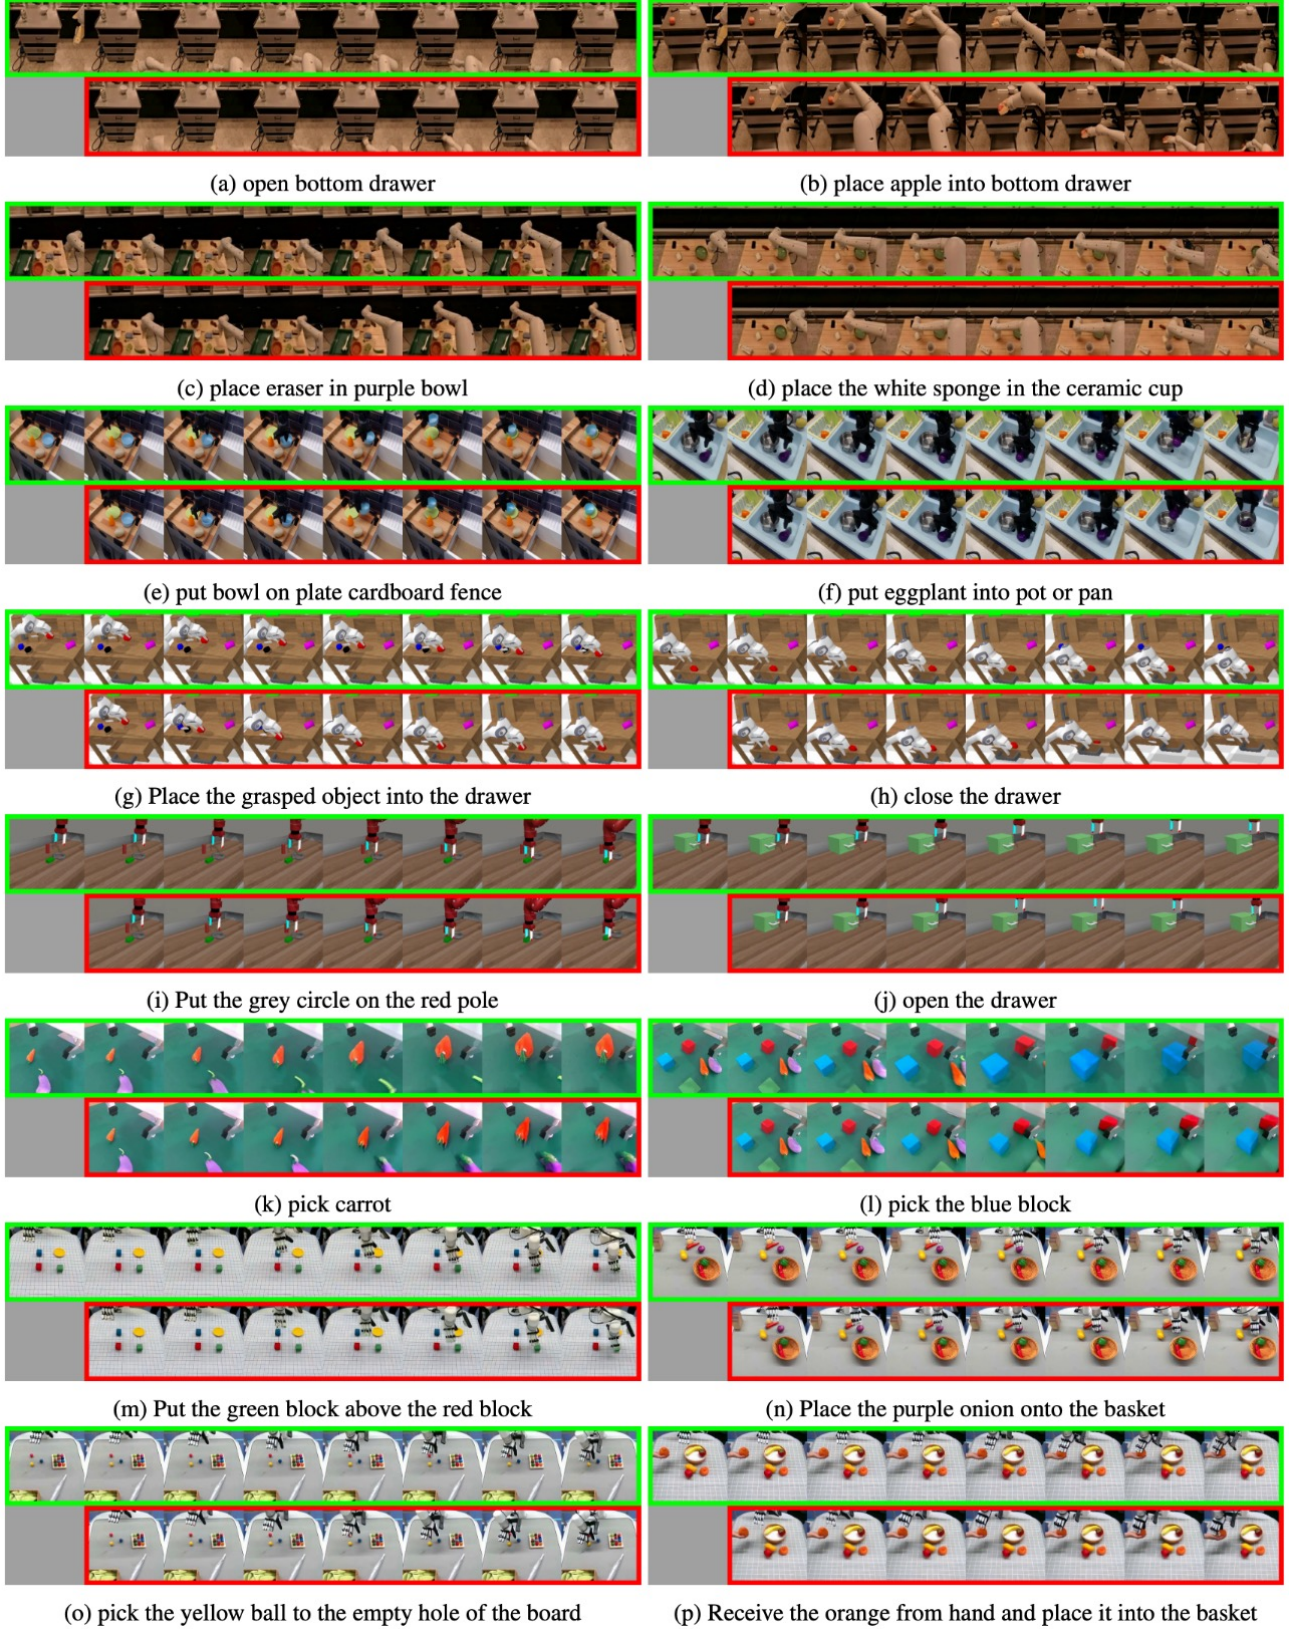 (a) open bottom drawer
(b) place apple into bottom drawer
(c) place eraser in purple bowl
(d) place the white sponge in the ceramic cup
(e) put bowl on plate cardboard fence
(f) put eggplant into pot or pan
(g) Place the grasped object into the drawer
(h) close the drawer
(i) Put the grey circle on the red pole
(j) open the drawer
(k) pick carrot
(l) pick the blue block
(m) Put the green block above the red block
(n) Place the purple onion onto the basket
(o) pick the yellow ball to the empty hole of the board
(p) Receive the orange from hand and place it into the basket